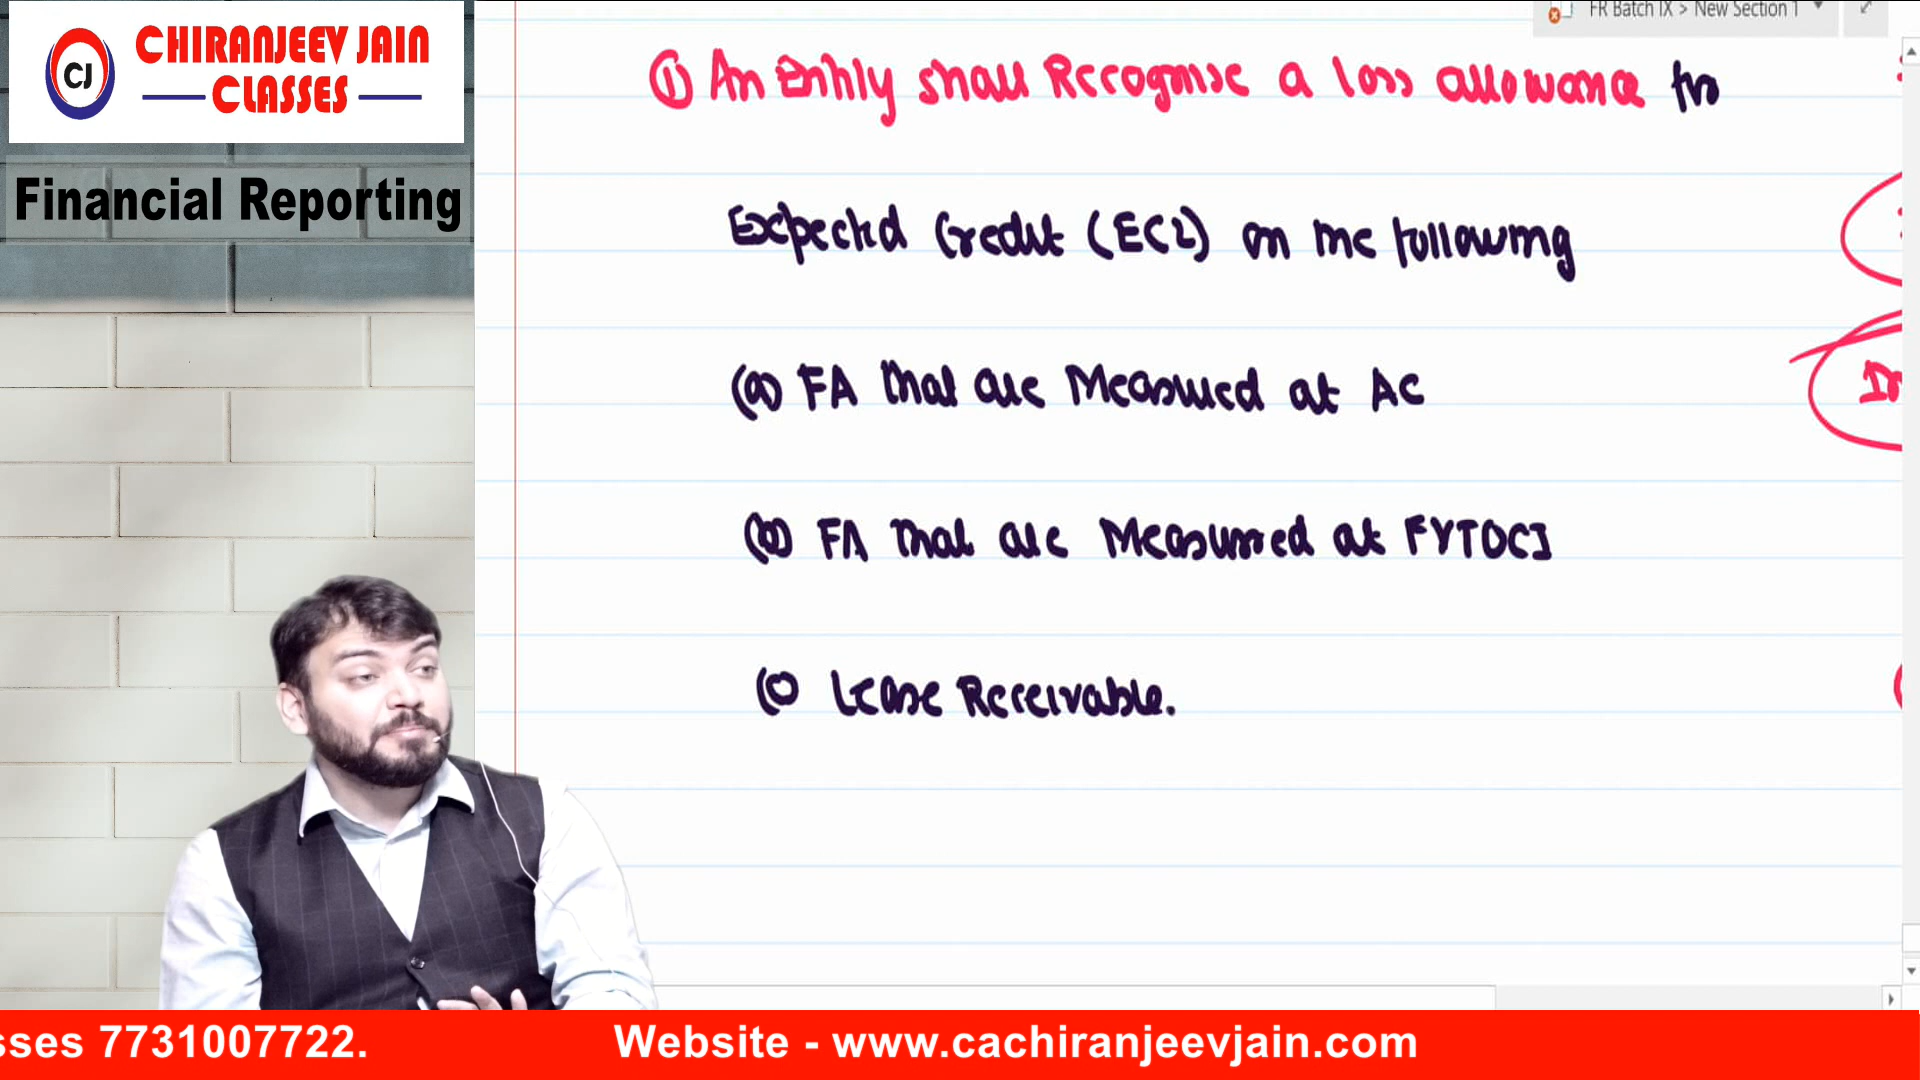 CHIRANJEEV JAIN
CJ
CLASSES
Financial Reporting
FR Batch IX > New Section 1
(1) An Entity shall Recognise a loss allowance for
Expected Credit (ECL) on the following
(a) FA that are Measured at AC
(b) FA that are Measured at FVTOCI
(c) Lease Receivable.
sses 7731007722.
Website - www.cachiranjeevjain.com